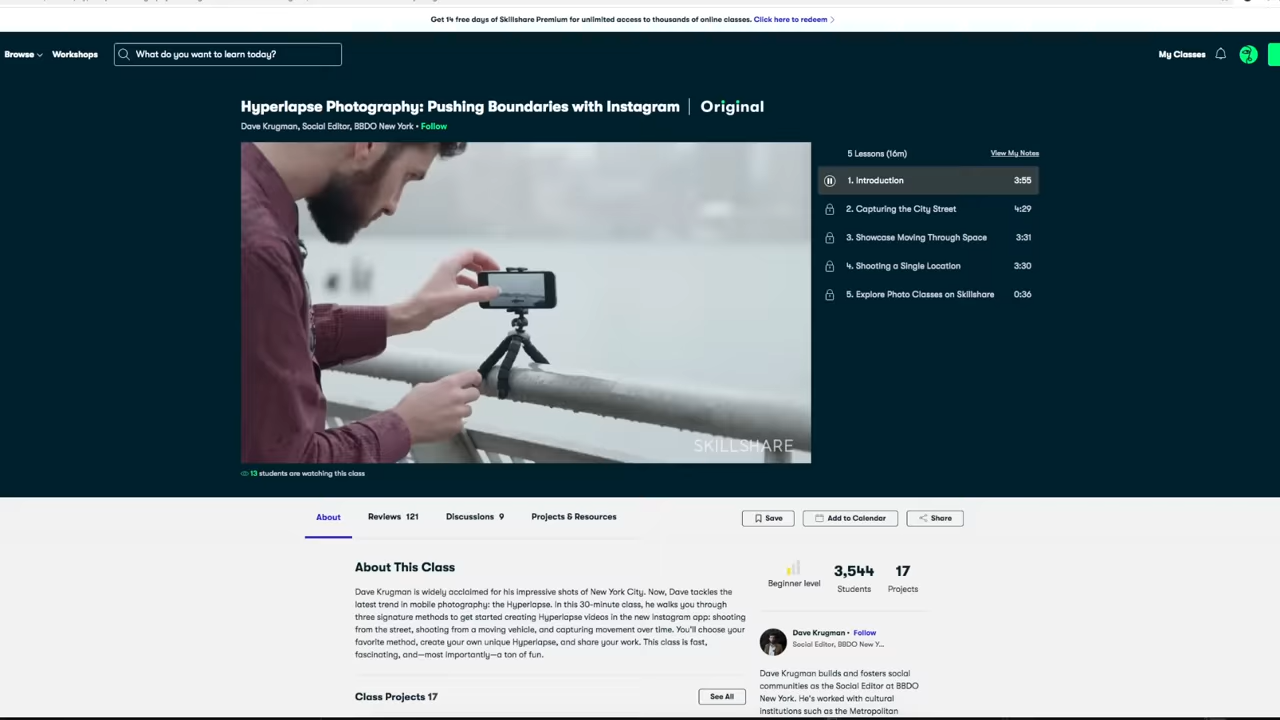 Get 14 free days of Skillshare Premium for unlimited access to thousands of online classes. Click here to redeem
Browse
Workshops
What do you want to learn today?
My Classes
Hyperlapse Photography: Pushing Boundaries with Instagram | Original
Dave Krugman, Social Editor, BBDO New York • Follow
5 Lessons (16m)
View My Notes
1. Introduction 3:55
2. Capturing the City Street 4:29
3. Showcase Moving Through Space 3:31
4. Shooting a Single Location 3:30
5. Explore Photo Classes on Skillshare 0:36
SKILLSHARE
13 students are watching this class
About
Reviews 121
Discussions 9
Projects & Resources
Save
Add to Calendar
Share
About This Class
Dave Krugman is widely acclaimed for his impressive shots of New York City. Now, Dave tackles the
latest trend in mobile photography: the Hyperlapse. In this 30-minute class, he walks you through
three signature methods to get started creating Hyperlapse videos in the new Instagram app: shooting
from the street, shooting from a moving vehicle, and capturing movement over time. You'll choose your
favorite method, create your own unique Hyperlapse, and share your work. This class is fast,
fascinating, and—most importantly—a ton of fun.
Class Projects 17
See All
Beginner level
3,544
Students
17
Projects
Dave Krugman • Follow
Social Editor, BBDO New Y...
Dave Krugman builds and fosters social
communities as the Social Editor at BBDO
New York. He's worked with cultural
institutions such as the Metropolitan